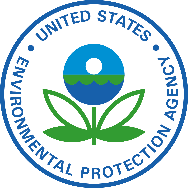 UNITED STATES
• ENVIRONMENTAL PROTECTION AGENCY •